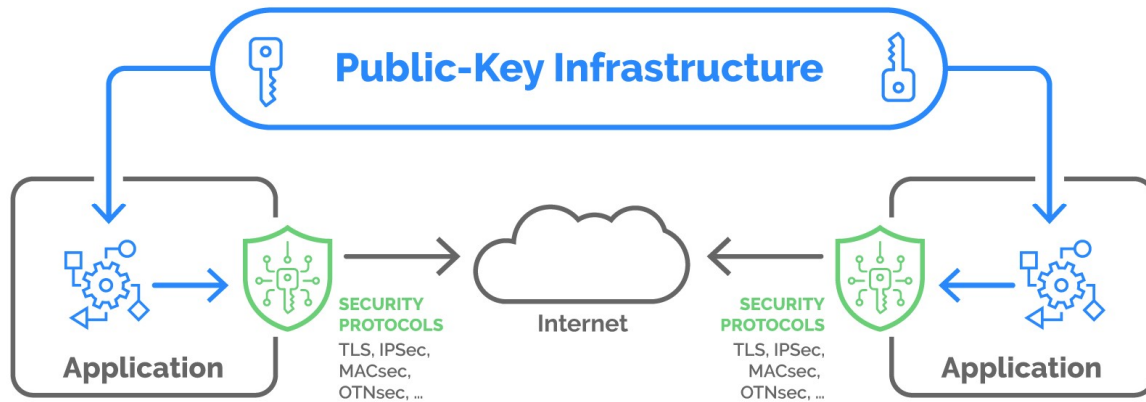 Public-Key Infrastructure
SECURITY
PROTOCOLS
TLS, IPSec,
MACsec,
OTNsec, ...
Application
Internet
SECURITY
PROTOCOLS
TLS, IPSec,
MACsec,
OTNsec, ...
Application